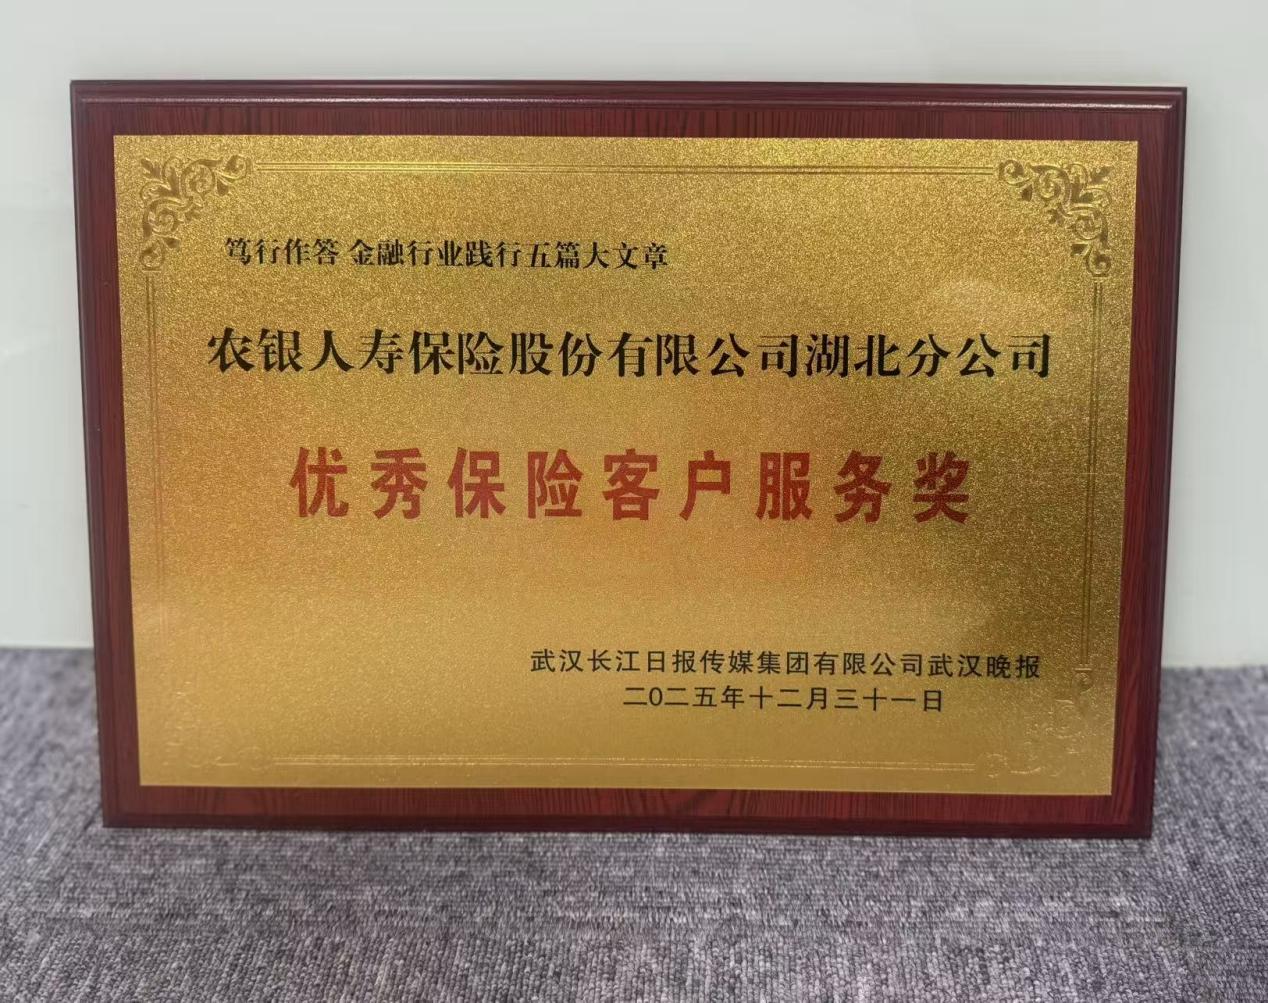 笃行作答 金融行业践行五篇大文章
农银人寿保险股份有限公司湖北分公司
优秀保险客户服务奖
武汉长江日报传媒集团有限公司武汉晚报
二〇二五年十二月三十一日